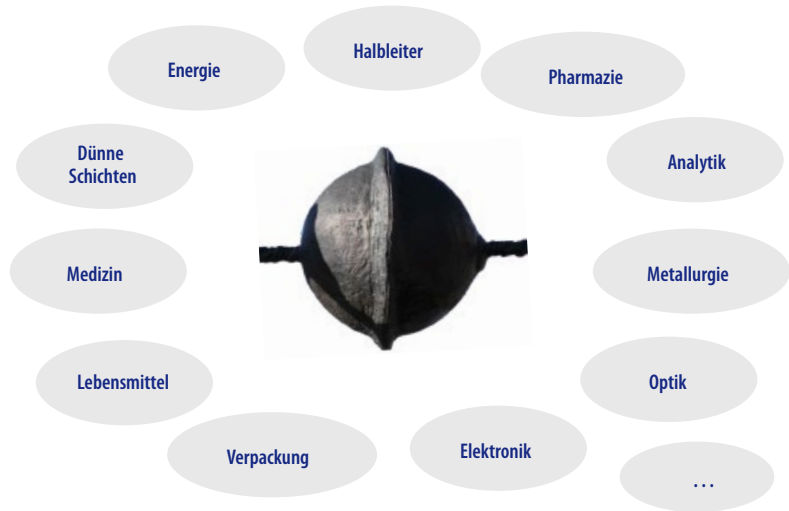 Halbleiter
Energie
Pharmazie
Dünne
Schichten
Analytik
Medizin
Metallurgie
Lebensmittel
Optik
Verpackung
Elektronik
...